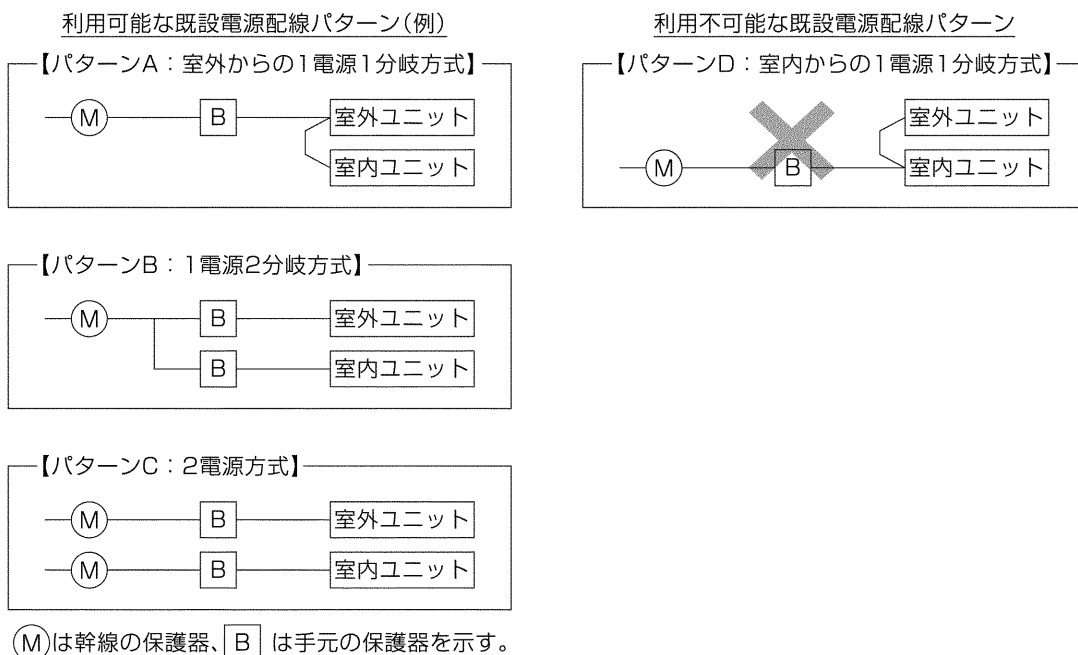 利用可能な既設電源配線パターン(例)
【パターンA:室外からの1電源1分岐方式】
M B 室外ユニット
室内ユニット
【パターンB:1電源2分岐方式】
M B 室外ユニット
B 室内ユニット
【パターンC:2電源方式】
M B 室外ユニット
M B 室内ユニット
Mは幹線の保護器、B は手元の保護器を示す。
利用不可能な既設電源配線パターン
【パターンD:室内からの1電源1分岐方式】
室外ユニット
M B 室内ユニット